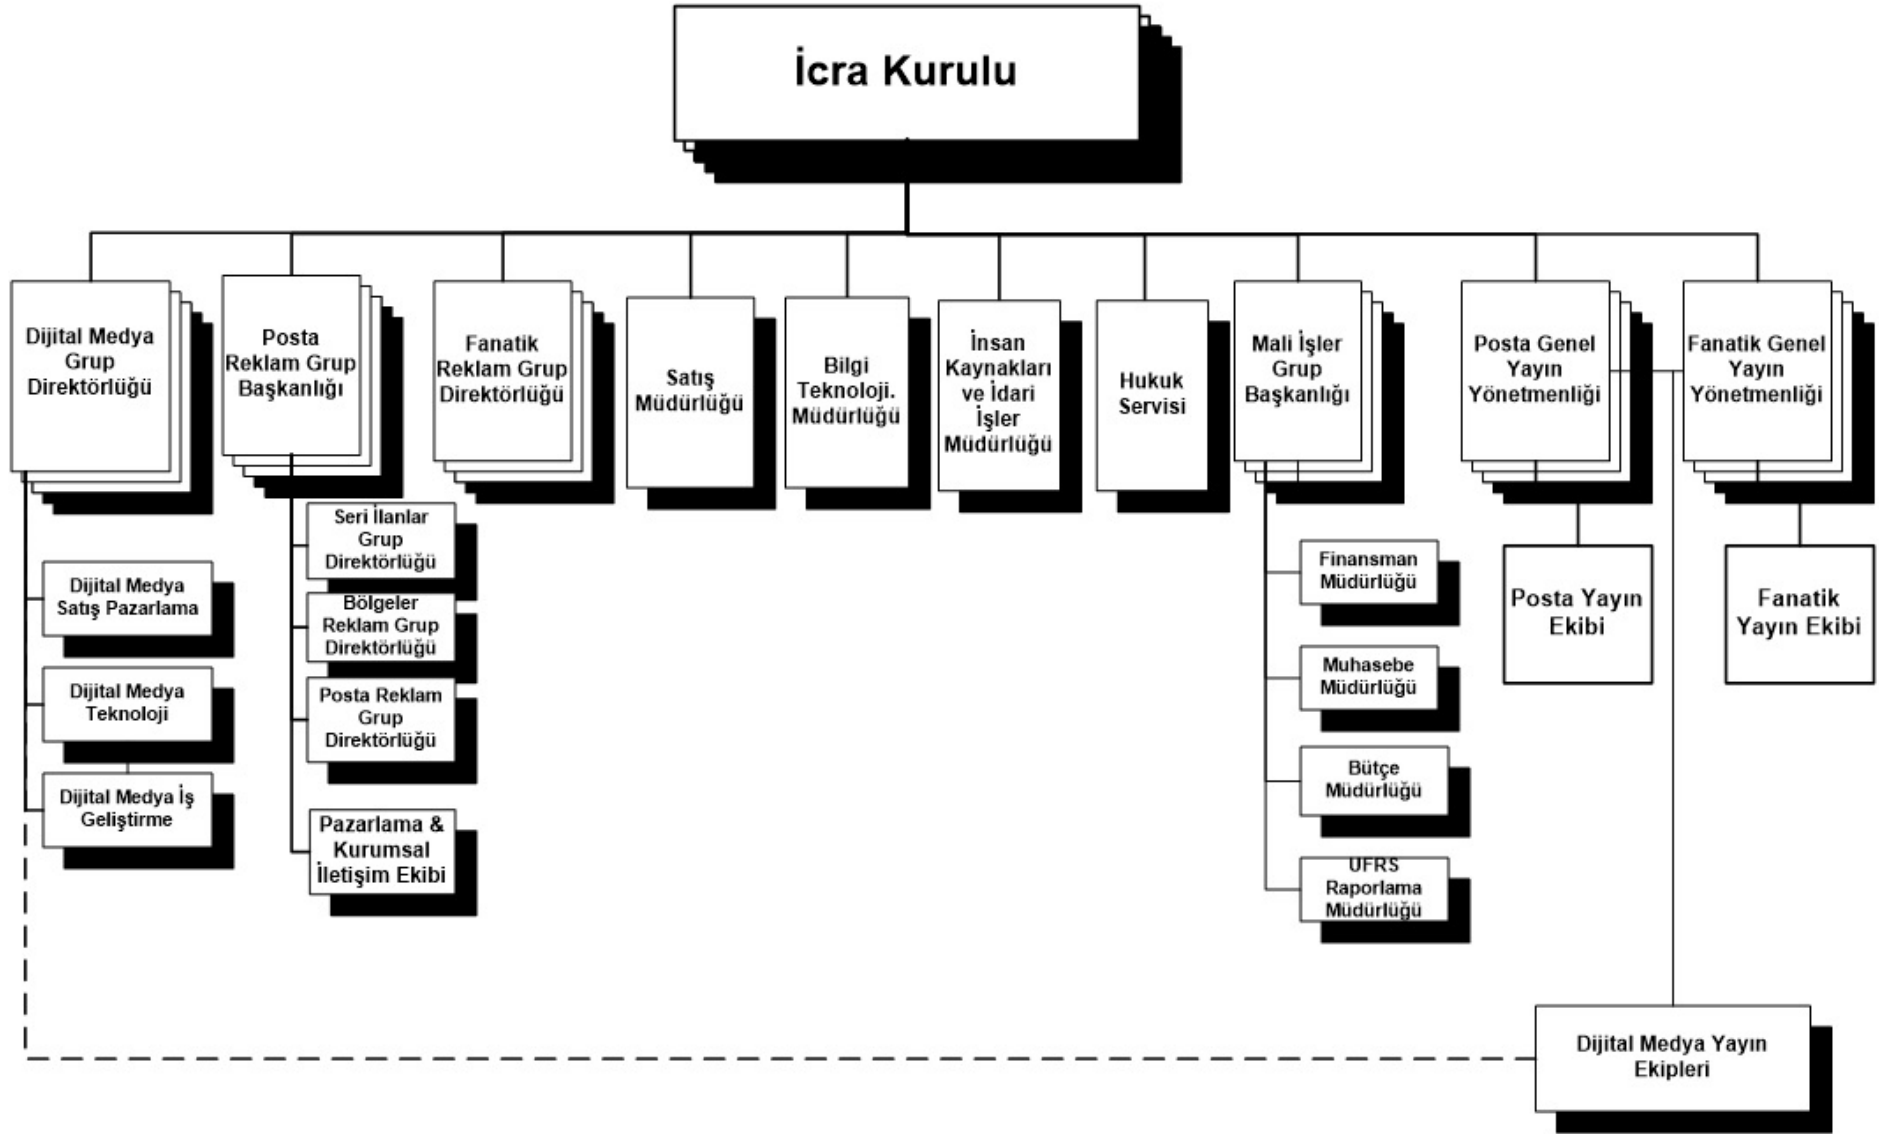 İcra Kurulu
Dijital Medya
Grup
Direktörlüğü
Posta
Reklam Grup
Başkanlığı
Fanatik
Reklam Grup
Direktörlüğü
Satış
Müdürlüğü
Bilgi
Teknoloji.
Müdürlüğü
İnsan
Kaynakları
ve İdari
İşler
Müdürlüğü
Hukuk
Servisi
Mali İşler
Grup
Başkanlığı
Posta Genel
Yayın
Yönetmenliği
Fanatik Genel
Yayın
Yönetmenliği
Dijital Medya
Satış Pazarlama
Dijital Medya
Teknoloji
Dijital Medya İş
Geliştirme
Seri İlanlar
Grup
Direktörlüğü
Bölgeler
Reklam Grup
Direktörlüğü
Posta Reklam
Grup
Direktörlüğü
Pazarlama &
Kurumsal
İletişim Ekibi
Finansman
Müdürlüğü
Muhasebe
Müdürlüğü
Bütçe
Müdürlüğü
UFRS
Raporlama
Müdürlüğü
Posta Yayın
Ekibi
Fanatik
Yayın Ekibi
Dijital Medya Yayın
Ekipleri